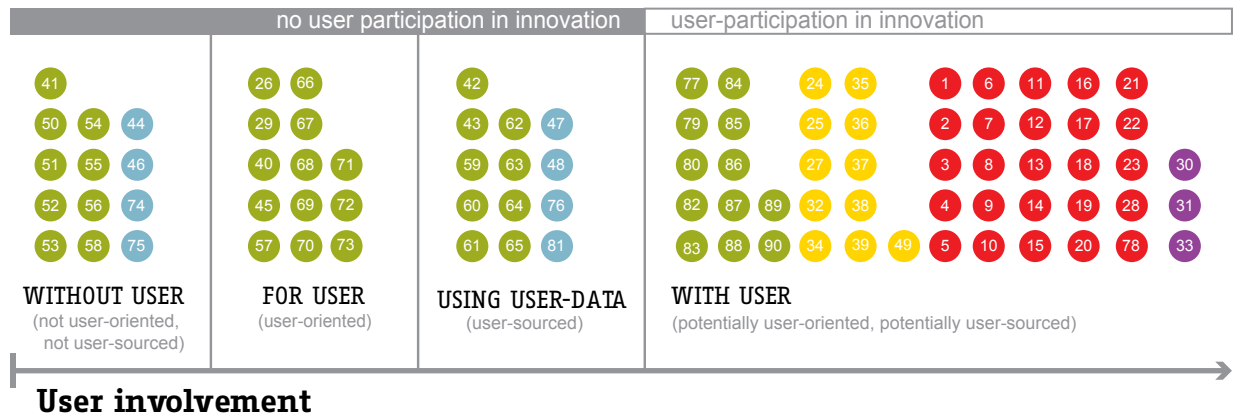 no user participation in innovation user-participation in innovation
41 26 66 42 77 84 24 35 1 6 11 16 21
50 54 44 29 67 43 62 47 79 85 25 36 2 7 12 17 22
51 55 46 40 68 71 59 63 48 80 86 27 37 3 8 13 18 23 30
52 56 74 45 69 72 60 64 76 82 87 89 32 38 4 9 14 19 28 31
53 58 75 57 70 73 61 65 81 83 88 90 34 39 49 5 10 15 20 78 33
WITHOUT USER FOR USER USING USER-DATA WITH USER
(not user-oriented, (user-oriented) (user-sourced) (potentially user-oriented, potentially user-sourced)
not user-sourced)
User involvement